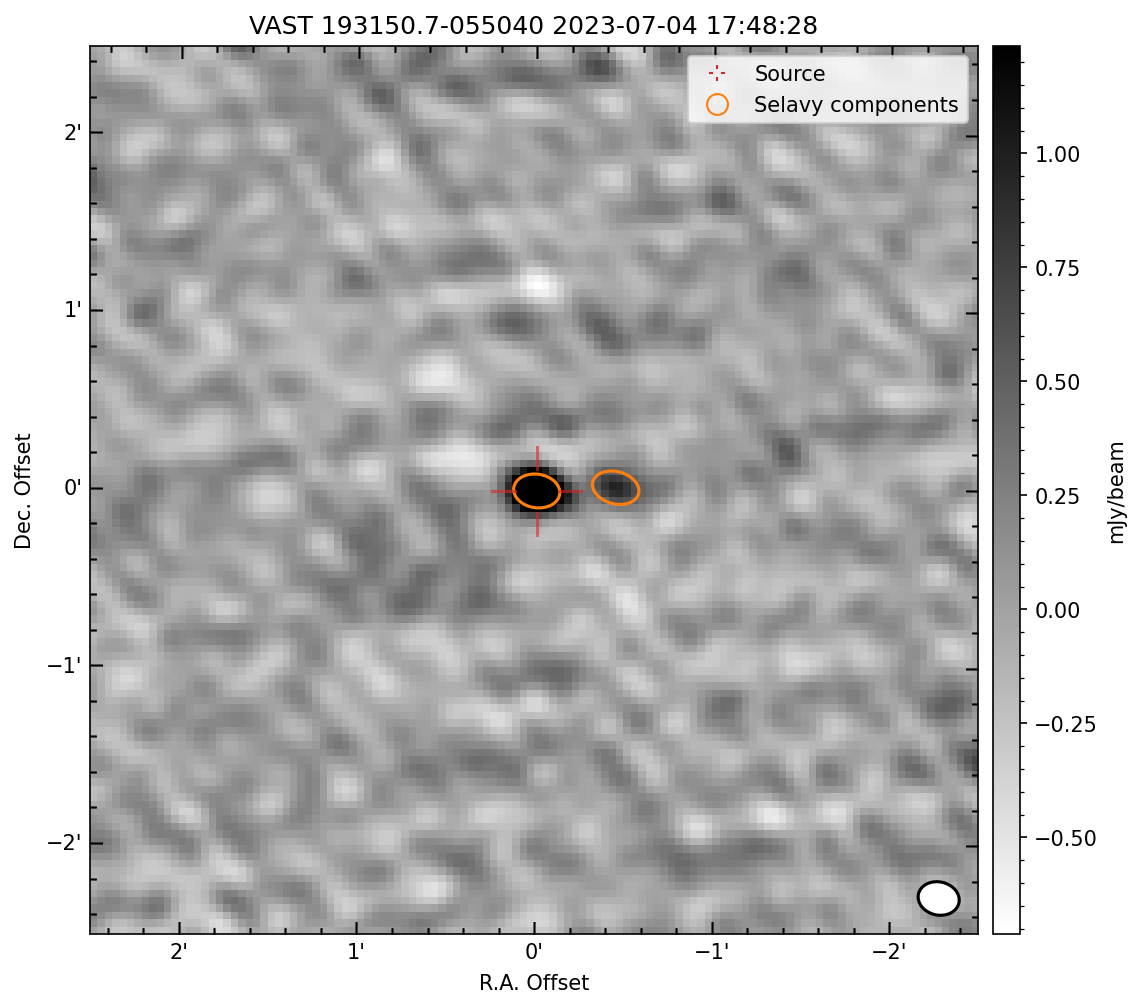 VAST 193150.7-055040 2023-07-04 17:48:28
Source
Selavy components
2'
1'
0'
−1'
−2'
Dec. Offset
2'
1'
0'
−1'
−2'
R.A. Offset
1.00
0.75
0.50
0.25
0.00
−0.25
−0.50
mJy/beam